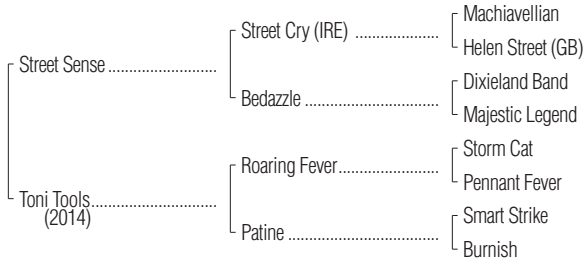 Machiavellian
Street Cry (IRE) ....................
Helen Street (GB)
Street Sense ..........................
Dixieland Band
Bedazzle ................................
Majestic Legend
Storm Cat
Roaring Fever........................
Pennant Fever
Toni Tools..............................
(2014)
Smart Strike
Patine ....................................
Burnish